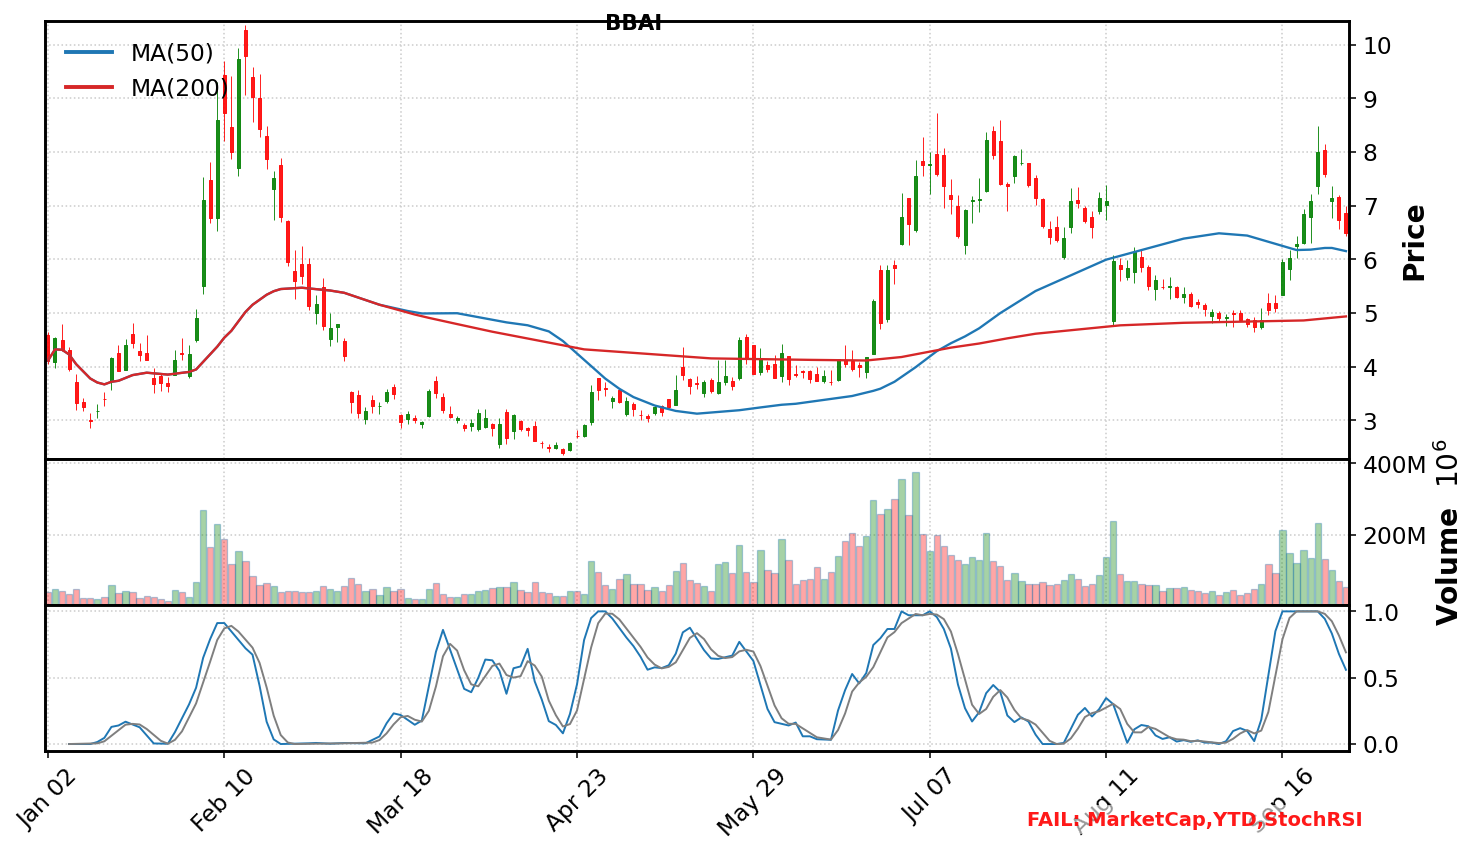 BBAI
MA(50)
MA(200)
10
9
8
7
6
5
4
3
Price
400M
200M
Volume 10^6
1.0
0.5
0.0
Jan 02
Feb 10
Mar 18
Apr 23
May 29
Jul 07
Aug 11
Sep 16
FAIL: MarketCap,YTD,StochRSI